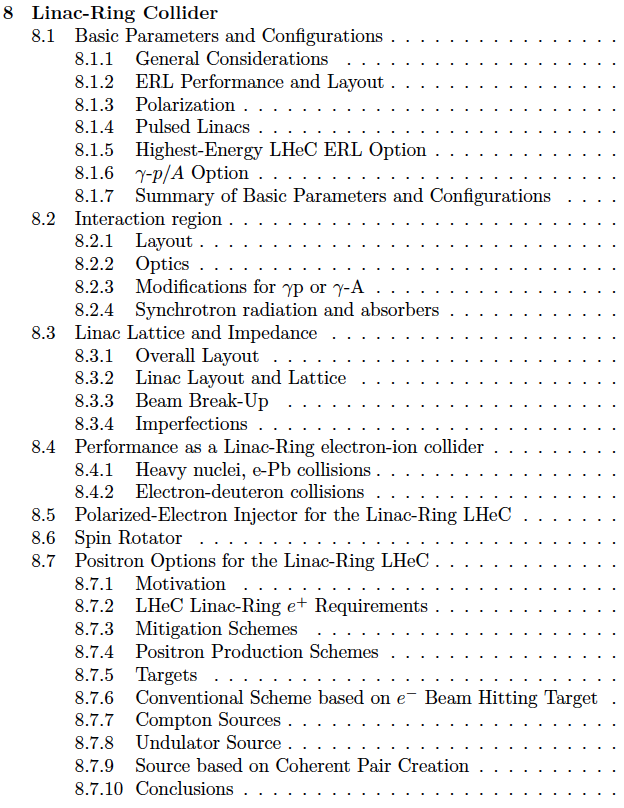 8 Linac-Ring Collider
8.1 Basic Parameters and Configurations . . . . . . . . . . . . . . . .
8.1.1 General Considerations . . . . . . . . . . . . . . . . . . .
8.1.2 ERL Performance and Layout . . . . . . . . . . . . . . . .
8.1.3 Polarization . . . . . . . . . . . . . . . . . . . . . . . . . .
8.1.4 Pulsed Linacs . . . . . . . . . . . . . . . . . . . . . . . . .
8.1.5 Highest-Energy LHeC ERL Option . . . . . . . . . . . . .
8.1.6 γ-p/A Option . . . . . . . . . . . . . . . . . . . . . . . . .
8.1.7 Summary of Basic Parameters and Configurations . . . .
8.2 Interaction region . . . . . . . . . . . . . . . . . . . . . . . . . . .
8.2.1 Layout . . . . . . . . . . . . . . . . . . . . . . . . . . . . .
8.2.2 Optics . . . . . . . . . . . . . . . . . . . . . . . . . . . . .
8.2.3 Modifications for γp or γ-A . . . . . . . . . . . . . . . . .
8.2.4 Synchrotron radiation and absorbers . . . . . . . . . . . .
8.3 Linac Lattice and Impedance . . . . . . . . . . . . . . . . . . . .
8.3.1 Overall Layout . . . . . . . . . . . . . . . . . . . . . . . .
8.3.2 Linac Layout and Lattice . . . . . . . . . . . . . . . . . .
8.3.3 Beam Break-Up . . . . . . . . . . . . . . . . . . . . . . .
8.3.4 Imperfections . . . . . . . . . . . . . . . . . . . . . . . . .
8.4 Performance as a Linac-Ring electron-ion collider . . . . . . . . .
8.4.1 Heavy nuclei, e-Pb collisions . . . . . . . . . . . . . . . . .
8.4.2 Electron-deuteron collisions . . . . . . . . . . . . . . . . .
8.5 Polarized-Electron Injector for the Linac-Ring LHeC . . . . . . .
8.6 Spin Rotator . . . . . . . . . . . . . . . . . . . . . . . . . . . . .
8.7 Positron Options for the Linac-Ring LHeC . . . . . . . . . . . . .
8.7.1 Motivation . . . . . . . . . . . . . . . . . . . . . . . . . .
8.7.2 LHeC Linac-Ring e⁺ Requirements . . . . . . . . . . . . .
8.7.3 Mitigation Schemes . . . . . . . . . . . . . . . . . . . . .
8.7.4 Positron Production Schemes . . . . . . . . . . . . . . . .
8.7.5 Targets . . . . . . . . . . . . . . . . . . . . . . . . . . . .
8.7.6 Conventional Scheme based on e⁻ Beam Hitting Target .
8.7.7 Compton Sources . . . . . . . . . . . . . . . . . . . . . . .
8.7.8 Undulator Source . . . . . . . . . . . . . . . . . . . . . . .
8.7.9 Source based on Coherent Pair Creation . . . . . . . . . .
8.7.10 Conclusions . . . . . . . . . . . . . . . . . . . . . . . . . .